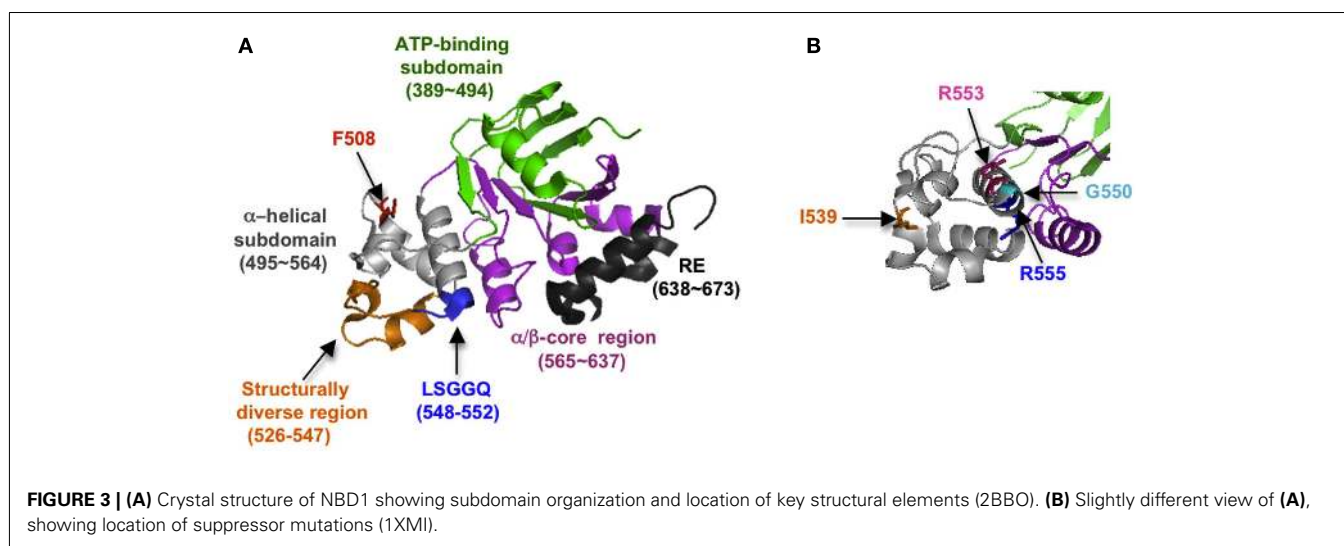 A
ATP-binding
subdomain
(389~494)
F508
α–helical
subdomain
(495~564)
RE
(638~673)
α/β-core region
(565~637)
Structurally
diverse region
(526-547)
LSGGQ
(548-552)
B
R553
G550
I539
R555
FIGURE 3 | (A) Crystal structure of NBD1 showing subdomain organization and location of key structural elements (2BBO). (B) Slightly different view of (A),
showing location of suppressor mutations (1XMI).